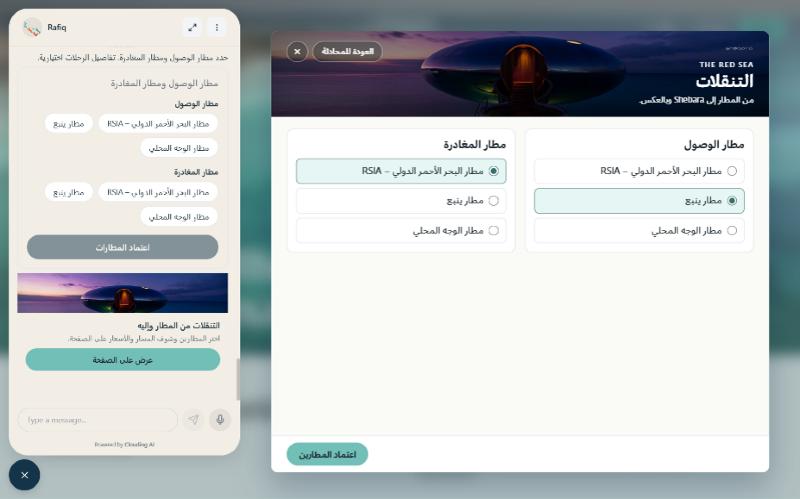 Rafiq
حدد مطار الوصول ومطار المغادرة. تفاصيل الرحلات اختيارية.
مطار الوصول ومطار المغادرة
مطار الوصول
مطار البحر الأحمر الدولي – RSIA
مطار ينبع
مطار الوجه المحلي
مطار المغادرة
مطار البحر الأحمر الدولي – RSIA
مطار ينبع
مطار الوجه المحلي
اعتماد المطارات
التنقلات من المطار وإليه
اختر المطارين وشوف المسار والأسعار على الصفحة.
عرض على الصفحة
Type a message...
Powered by Clouding AI
العودة للمحادثة
THE RED SEA
التنقلات
من المطار إلى Shebara وبالعكس.
مطار الوصول
مطار البحر الأحمر الدولي – RSIA
مطار ينبع
مطار الوجه المحلي
مطار المغادرة
مطار البحر الأحمر الدولي – RSIA
مطار ينبع
مطار الوجه المحلي
اعتماد المطارين